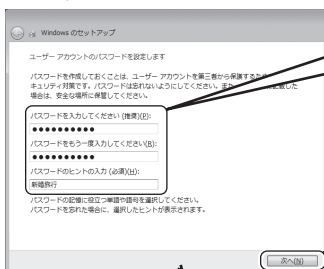 Windows のセットアップ
ユーザー アカウントのパスワードを設定します
パスワードを作成しておくことは、ユーザー アカウントを第三者から保護するため
キュリティ対策です。パスワードは忘れないようにしてください。また
場合は、安全な場所に保管してください。
パスワードを入力してください (推奨)(P):
●●●●●●●●●●
パスワードをもう一度入力してください(R):
●●●●●●●●●●
パスワードのヒントの入力 (必須)(H):
新婚旅行
パスワードの記憶に役立つ単語や語句を選択してください。
パスワードを忘れた場合に、選択したヒントが表示されます。
次へ(N)